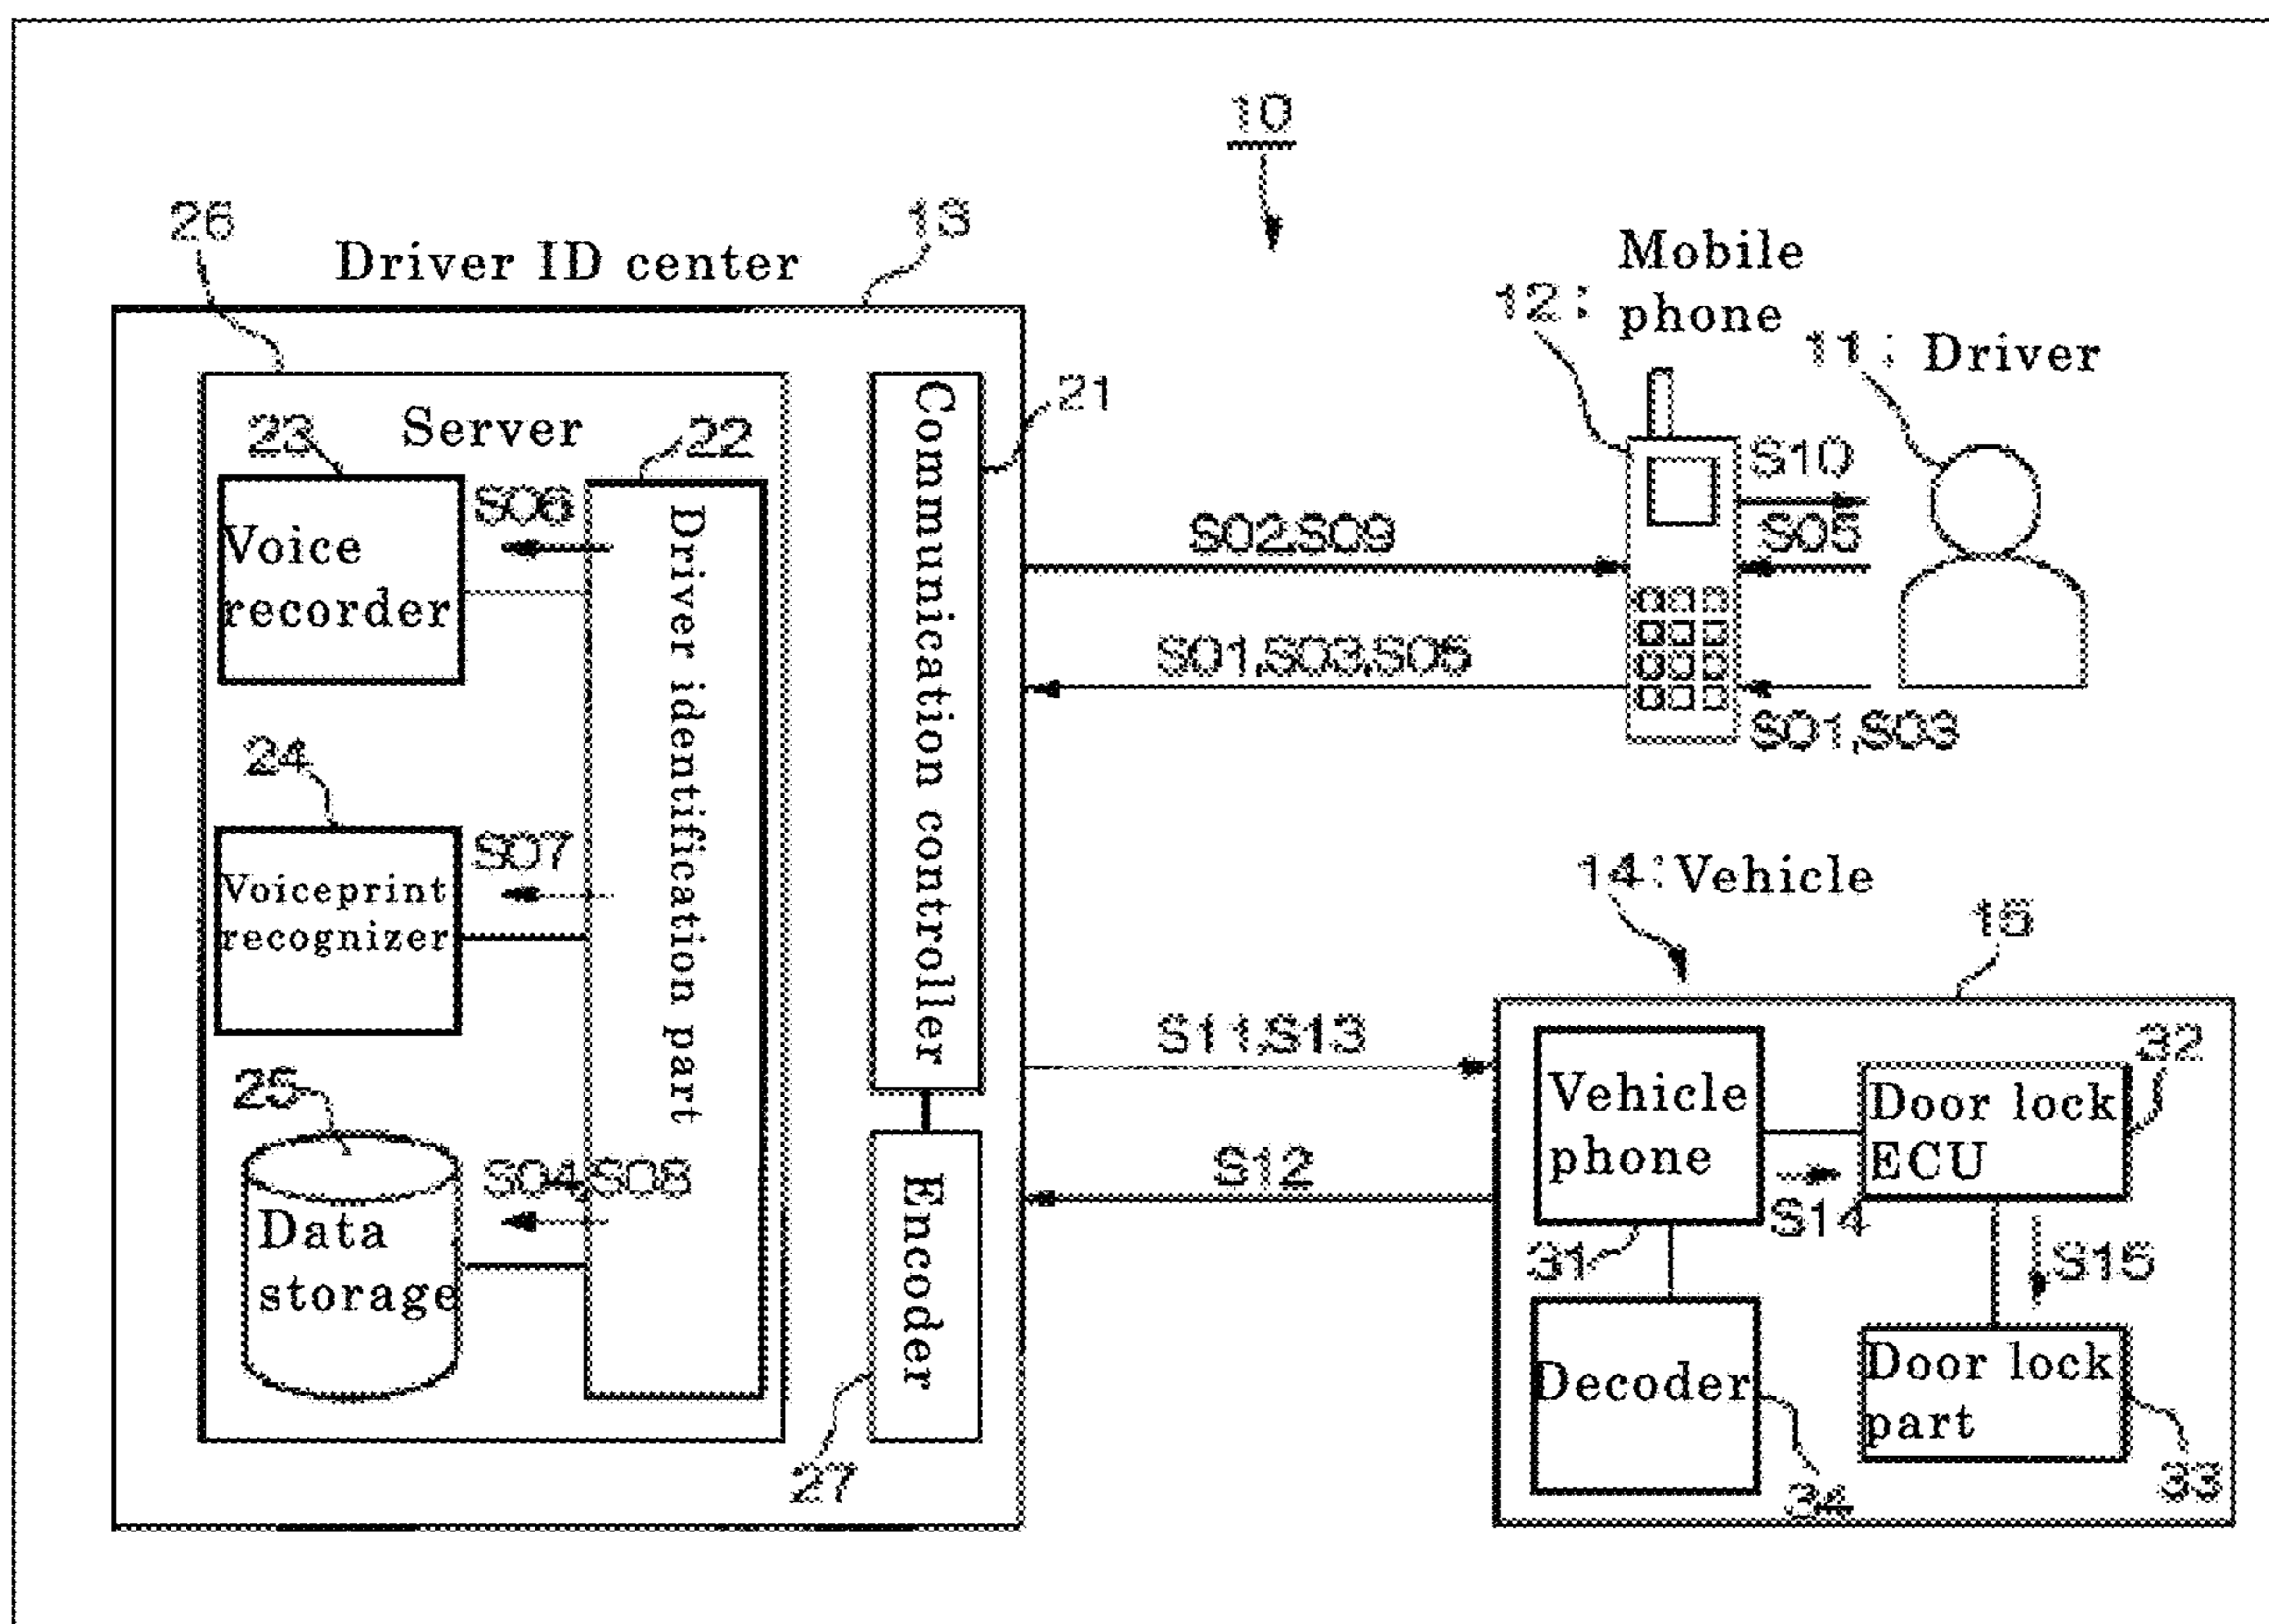 10
26
13
Driver ID center
Mobile
12: phone
11: Driver
Server
23
22
21
S06
Voice
recorder
Driver identification part
Communication controller
S10
S05
S02,S09
S01,S03,S05
S01,S03
24
S07
Voiceprint
recognizer
14:Vehicle
15
25
S04,S08
Data
storage
S11,S13
S12
Encoder
27
Vehicle
phone
32
Door lock
ECU
S14
31
S15
Decoder
Door lock
part
34
33